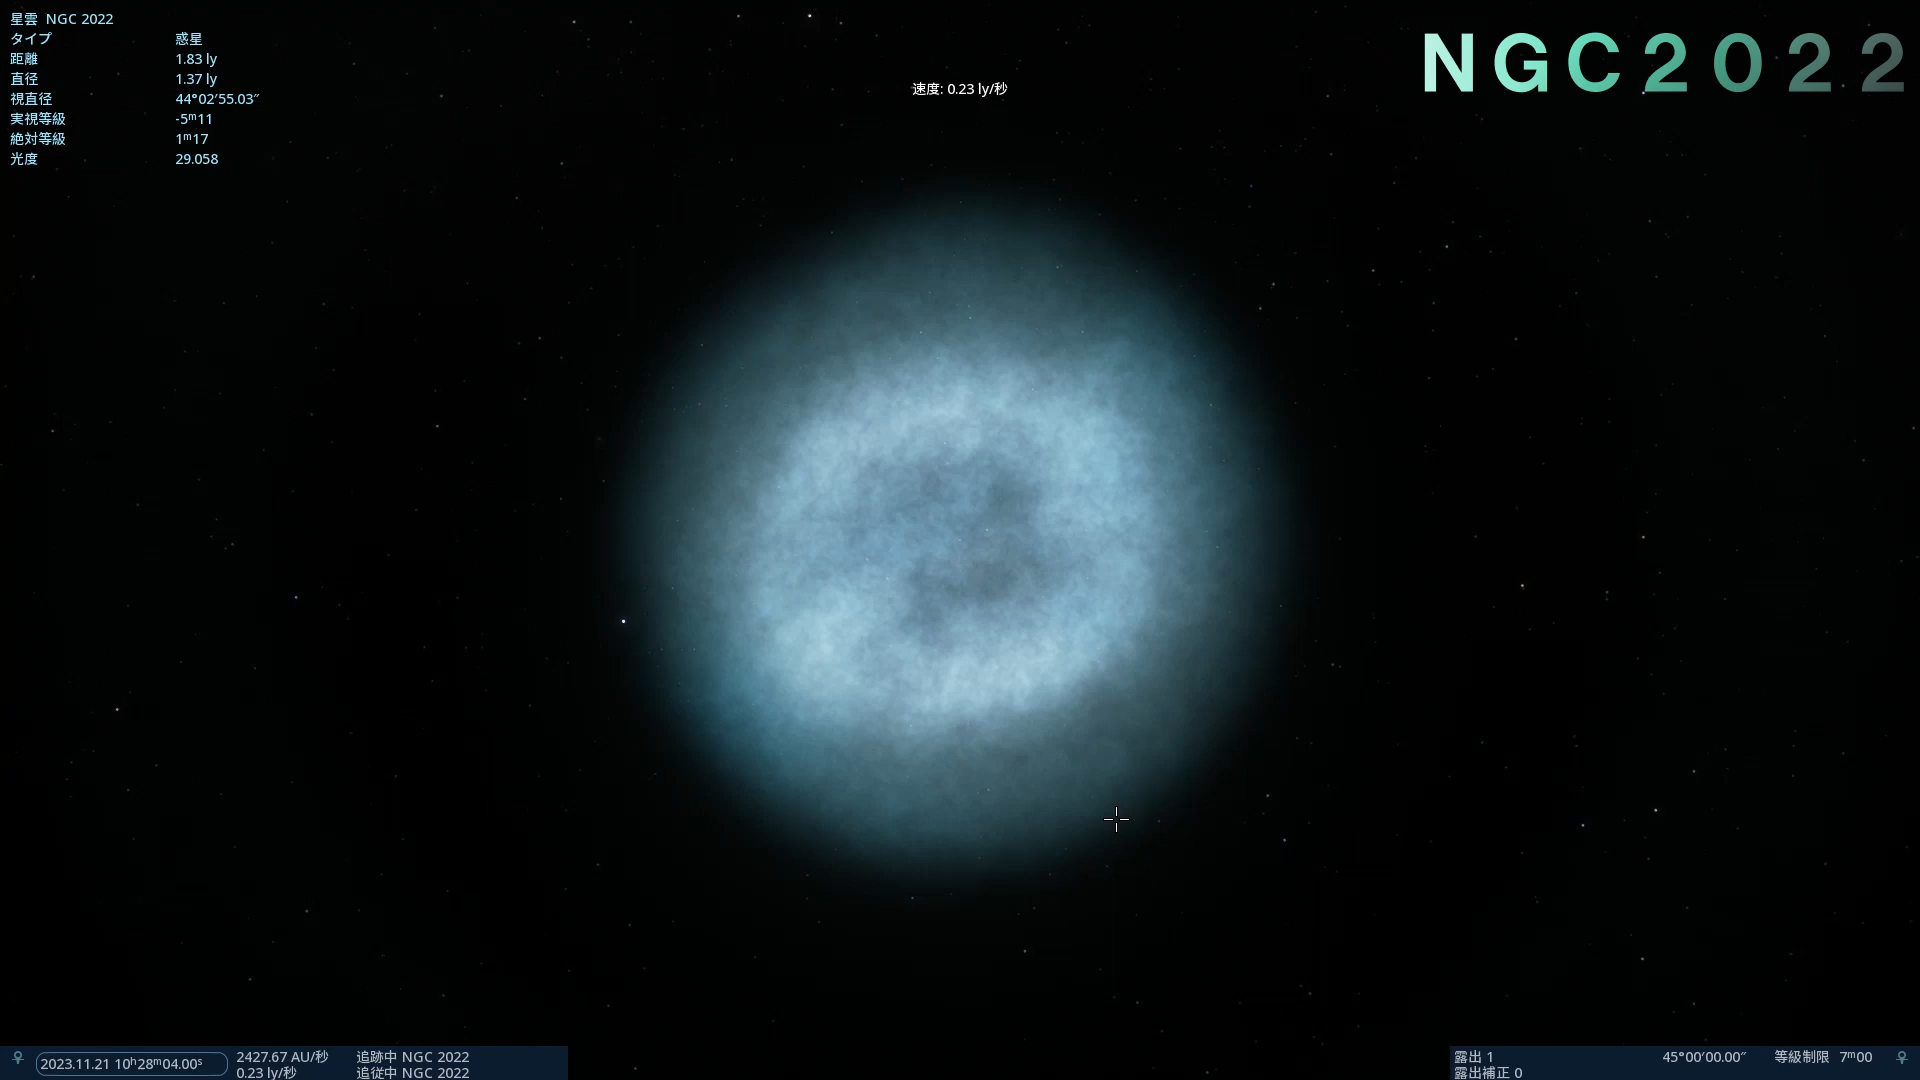 星雲 NGC 2022
タイプ 惑星
距離 1.83 ly
直径 1.37 ly
視直径 44°02′55.03″
実視等級 -5ᵐ11
絶対等級 1ᵐ17
光度 29.058
速度: 0.23 ly/秒
NGC2022
2023.11.21 10ʰ28ᵐ04.00ˢ
2427.67 AU/秒 追跡中 NGC 2022
0.23 ly/秒 追従中 NGC 2022
露出 1 45°00′00.00″ 等級制限 7ᵐ00
露出補正 0